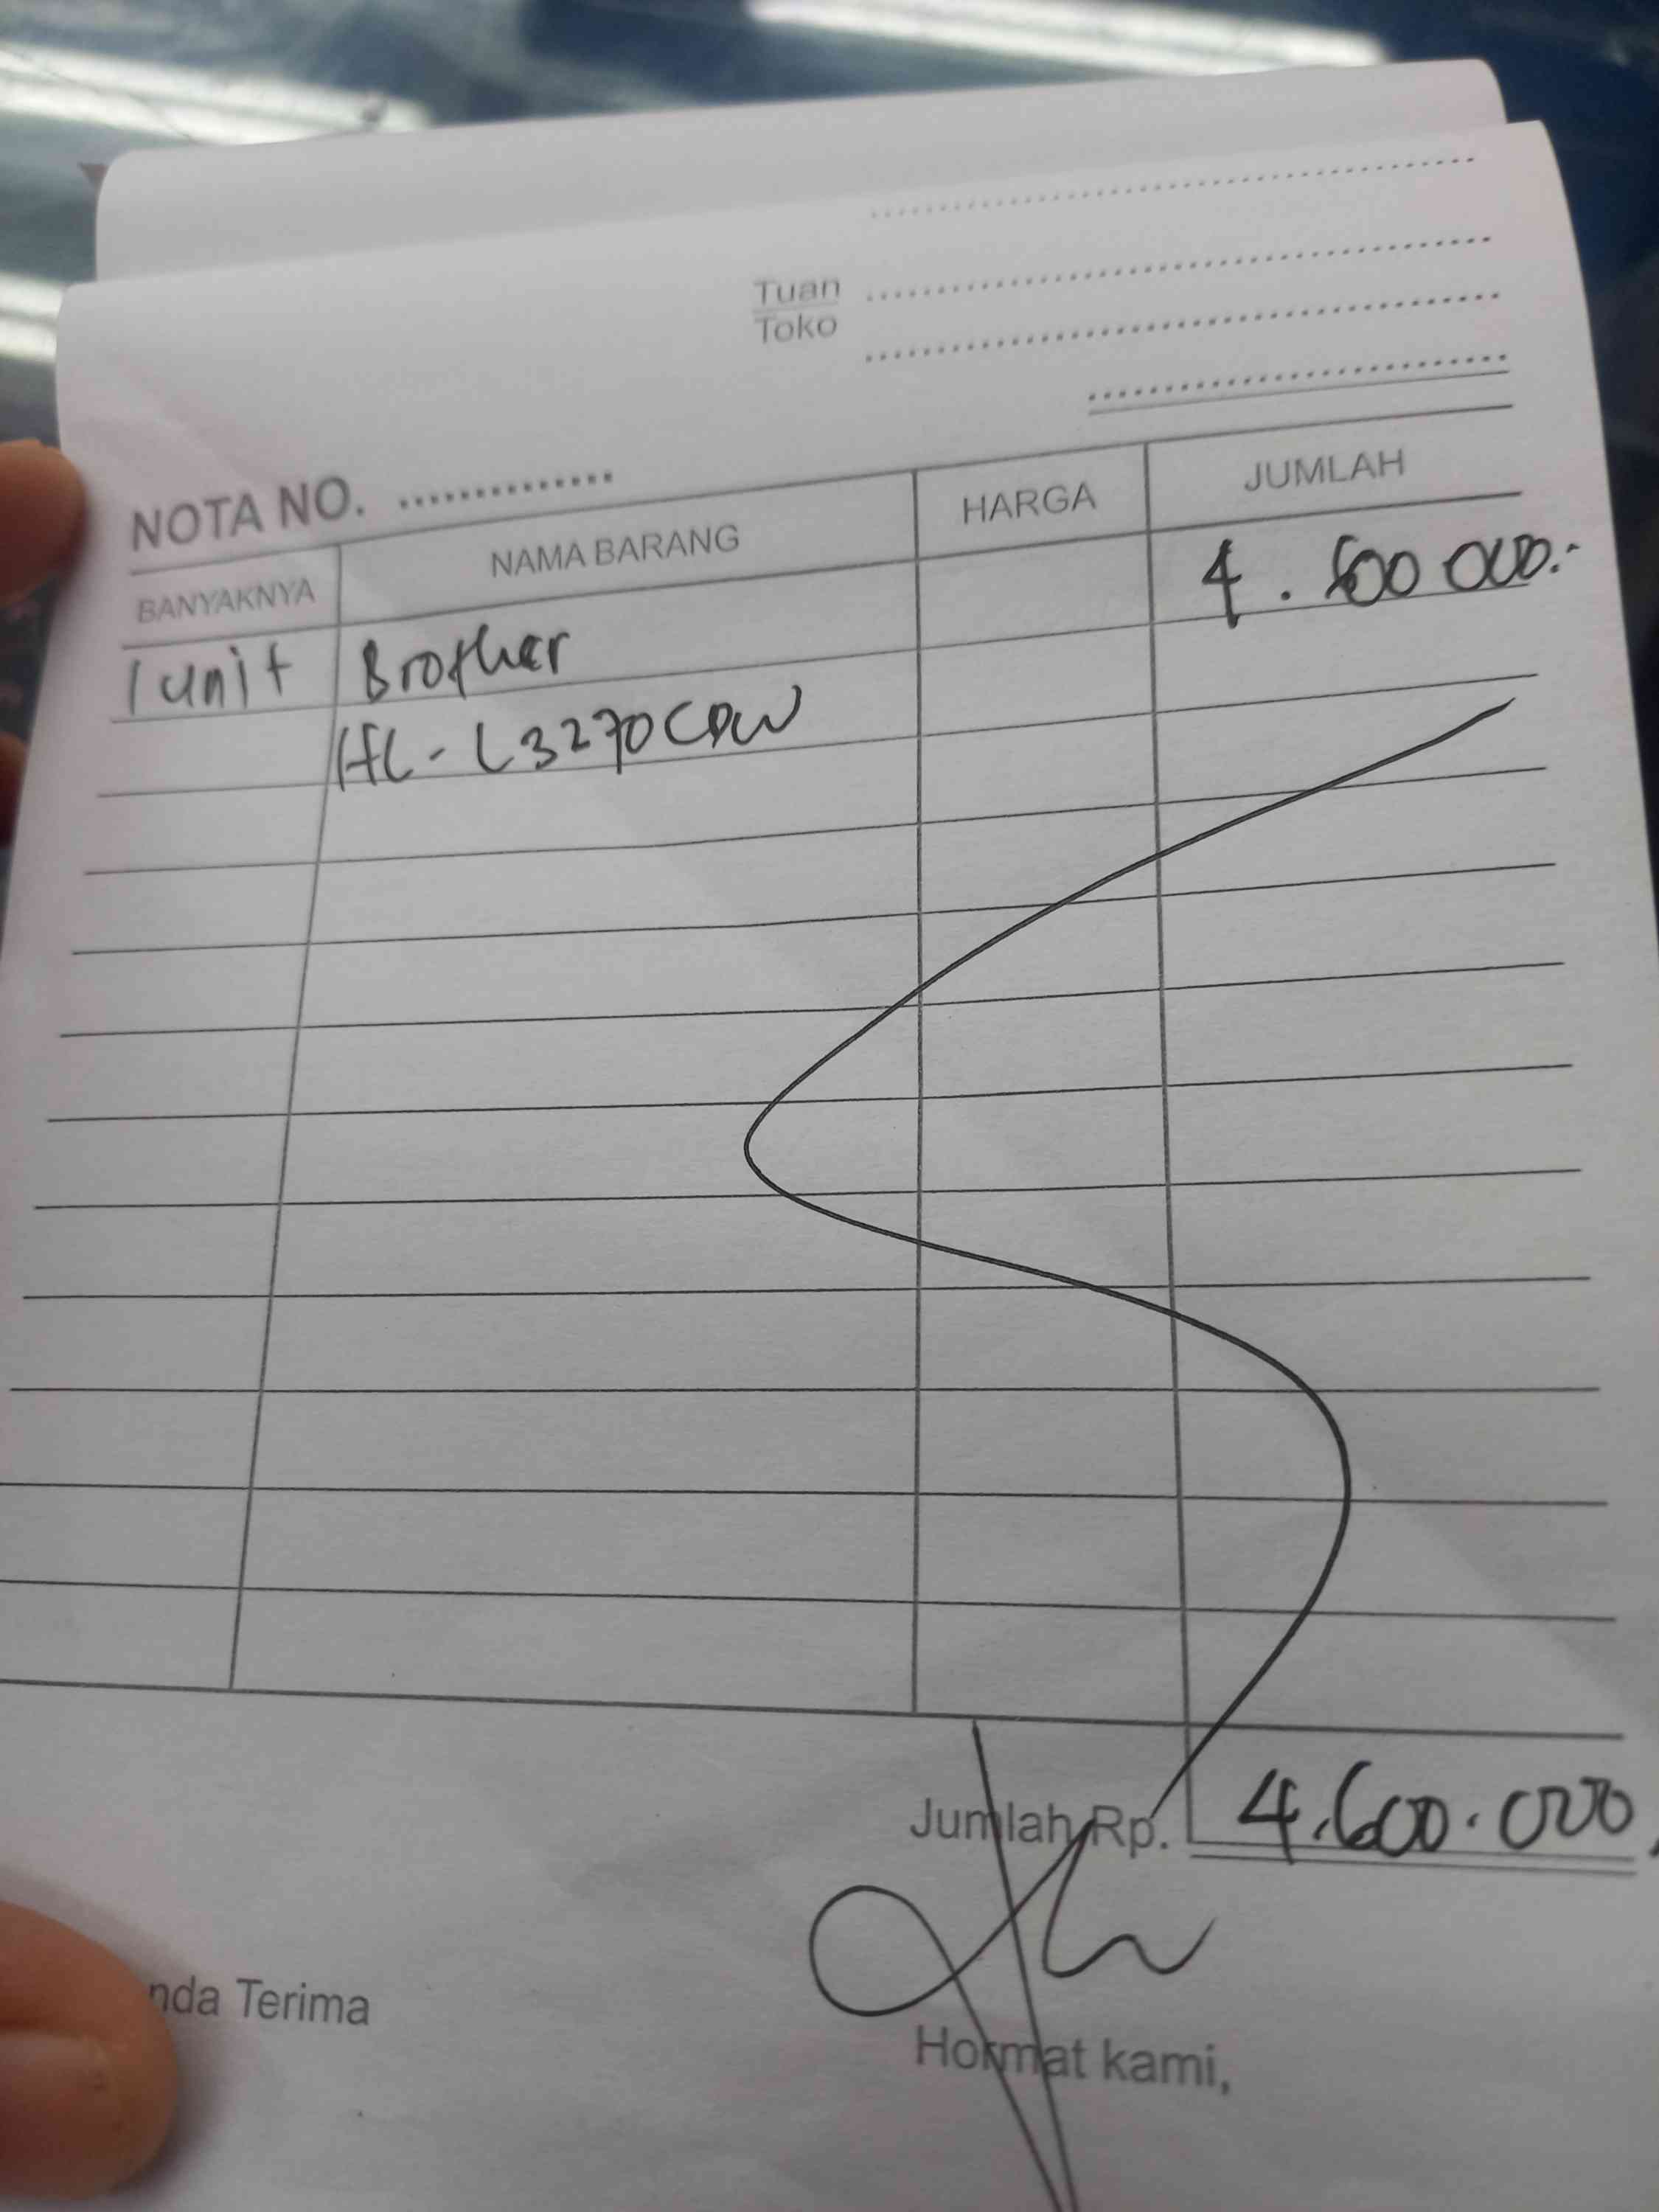 Tuan
Toko
NOTA NO. ...............
BANYAKNYA NAMA BARANG HARGA JUMLAH
1 unit Brother 4.600 000.-
HL-L3270CDW
Jumlah Rp. 4.600.000,
nda Terima
Hormat kami,